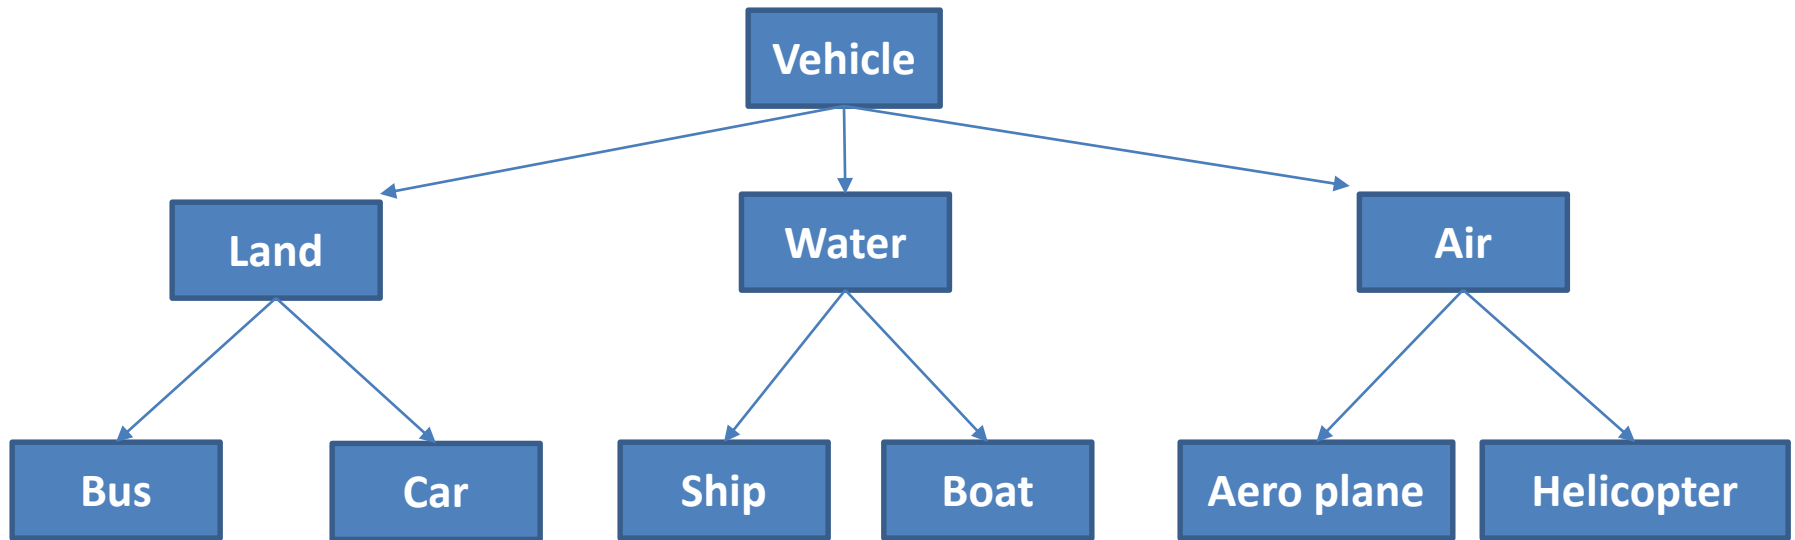 Vehicle
Land
Water
Air
Bus
Car
Ship
Boat
Aero plane
Helicopter